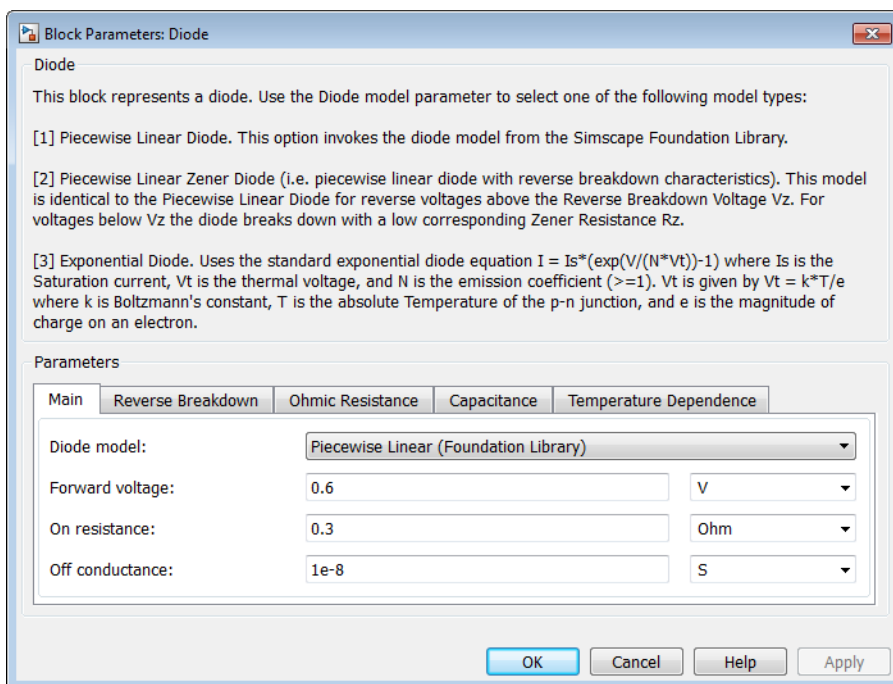 Block Parameters: Diode
Diode
This block represents a diode. Use the Diode model parameter to select one of the following model types:
[1] Piecewise Linear Diode. This option invokes the diode model from the Simscape Foundation Library.
[2] Piecewise Linear Zener Diode (i.e. piecewise linear diode with reverse breakdown characteristics). This model
is identical to the Piecewise Linear Diode for reverse voltages above the Reverse Breakdown Voltage Vz. For
voltages below Vz the diode breaks down with a low corresponding Zener Resistance Rz.
[3] Exponential Diode. Uses the standard exponential diode equation I = Is*(exp(V/(N*Vt))-1) where Is is the
Saturation current, Vt is the thermal voltage, and N is the emission coefficient (>=1). Vt is given by Vt = k*T/e
where k is Boltzmann's constant, T is the absolute Temperature of the p-n junction, and e is the magnitude of
charge on an electron.
Parameters
Main Reverse Breakdown Ohmic Resistance Capacitance Temperature Dependence
Diode model: Piecewise Linear (Foundation Library)
Forward voltage: 0.6 V
On resistance: 0.3 Ohm
Off conductance: 1e-8 S
OK Cancel Help Apply